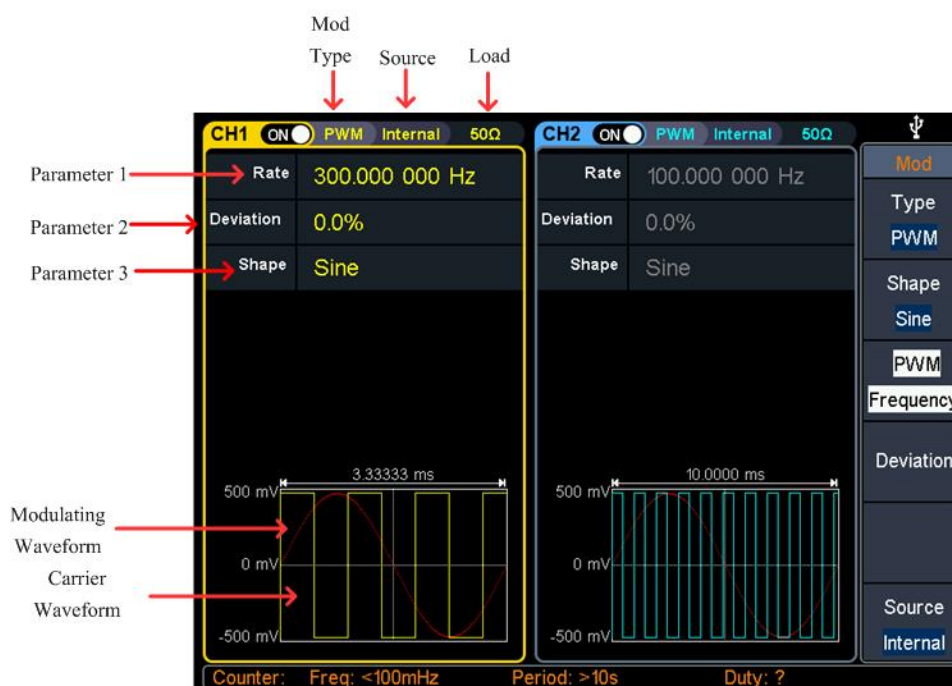 Mod
Type
Source
Load
CH1 ON PWM Internal 50Ω
CH2 ON PWM Internal 50Ω
Mod
Parameter 1
Rate 300.000 000 Hz
Rate 100.000 000 Hz
Type
PWM
Parameter 2
Deviation 0.0%
Deviation 0.0%
Parameter 3
Shape Sine
Shape Sine
Shape
Sine
PWM
Frequency
Deviation
3.33333 ms
10.0000 ms
500 mV
500 mV
Modulating
Waveform
0 mV
0 mV
Carrier
Waveform
-500 mV
-500 mV
Source
Internal
Counter: Freq: <100mHz Period: >10s Duty: ?